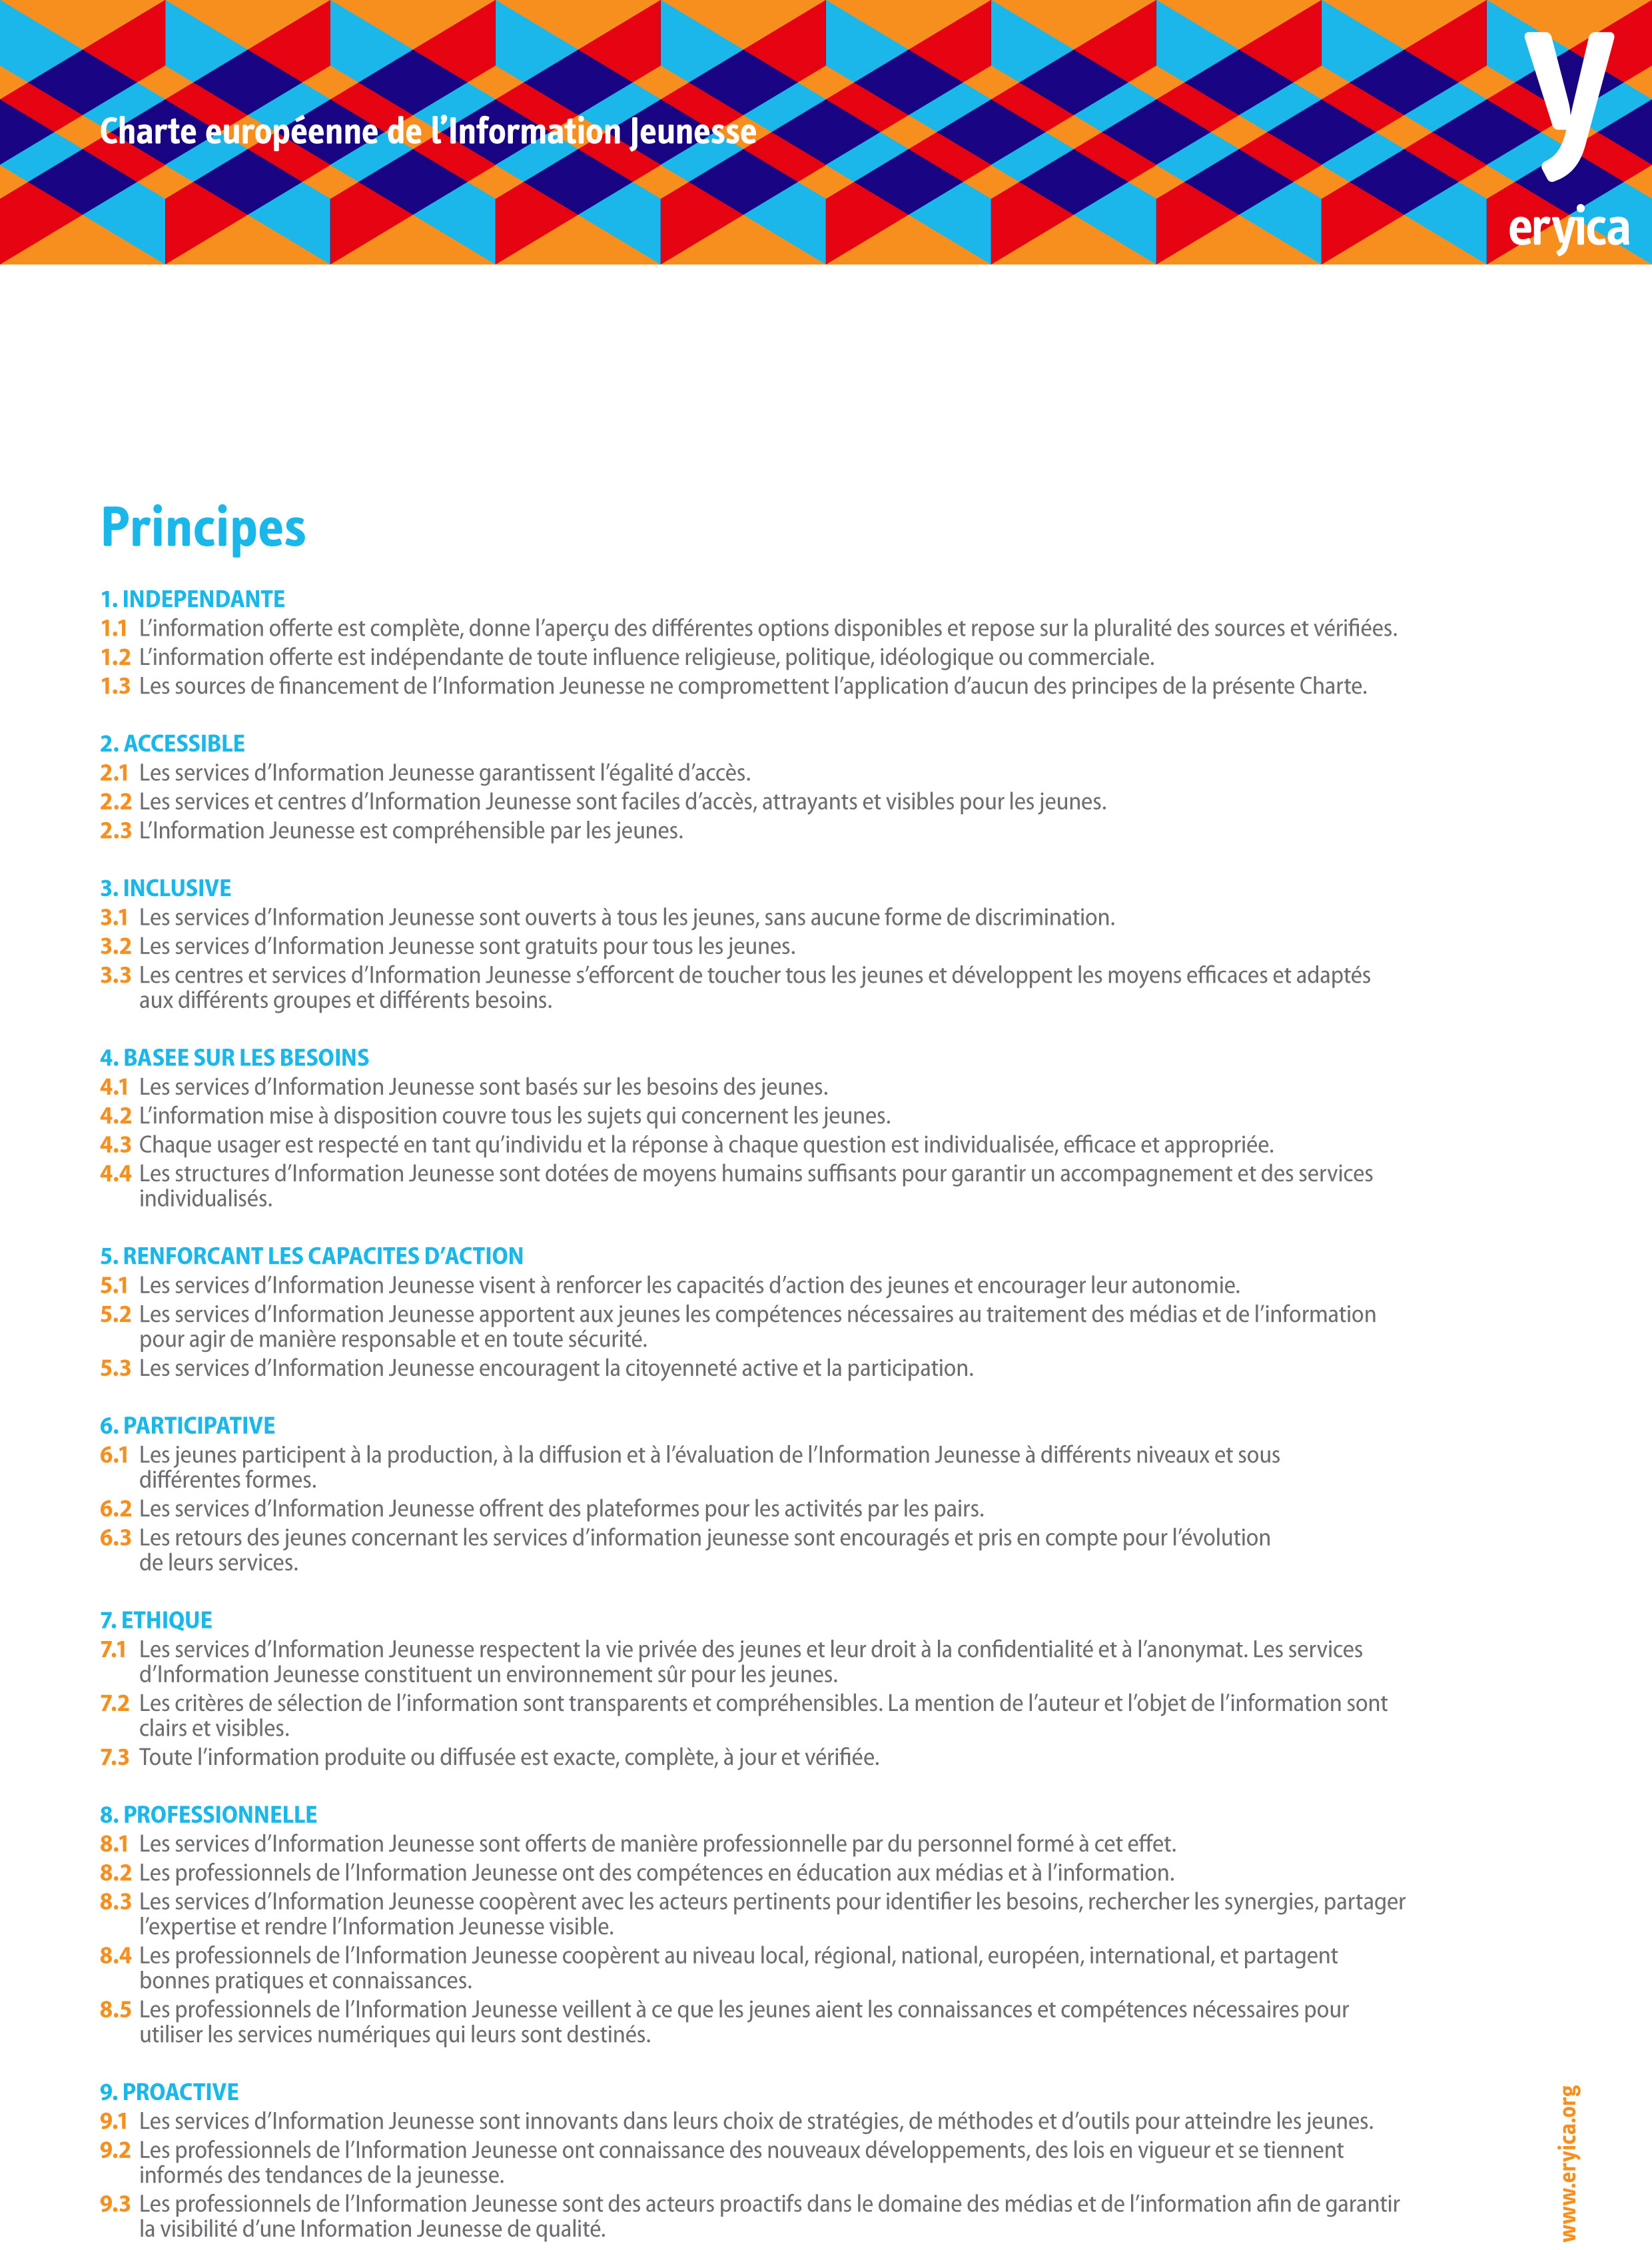 Charte européenne de l’Information Jeunesse
y
eryica
Principes
1. INDEPENDANTE
1.1 L’information offerte est complète, donne l’aperçu des différentes options disponibles et repose sur la pluralité des sources et vérifiées.
1.2 L’information offerte est indépendante de toute influence religieuse, politique, idéologique ou commerciale.
1.3 Les sources de financement de l’Information Jeunesse ne compromettent l’application d’aucun des principes de la présente Charte.
2. ACCESSIBLE
2.1 Les services d’Information Jeunesse garantissent l’égalité d’accès.
2.2 Les services et centres d’Information Jeunesse sont faciles d’accès, attrayants et visibles pour les jeunes.
2.3 L’Information Jeunesse est compréhensible par les jeunes.
3. INCLUSIVE
3.1 Les services d’Information Jeunesse sont ouverts à tous les jeunes, sans aucune forme de discrimination.
3.2 Les services d’Information Jeunesse sont gratuits pour tous les jeunes.
3.3 Les centres et services d’Information Jeunesse s’efforcent de toucher tous les jeunes et développent les moyens efficaces et adaptés
aux différents groupes et différents besoins.
4. BASEE SUR LES BESOINS
4.1 Les services d’Information Jeunesse sont basés sur les besoins des jeunes.
4.2 L’information mise à disposition couvre tous les sujets qui concernent les jeunes.
4.3 Chaque usager est respecté en tant qu’individu et la réponse à chaque question est individualisée, efficace et appropriée.
4.4 Les structures d’Information Jeunesse sont dotées de moyens humains suffisants pour garantir un accompagnement et des services
individualisés.
5. RENFORCANT LES CAPACITES D’ACTION
5.1 Les services d’Information Jeunesse visent à renforcer les capacités d’action des jeunes et encourager leur autonomie.
5.2 Les services d’Information Jeunesse apportent aux jeunes les compétences nécessaires au traitement des médias et de l’information
pour agir de manière responsable et en toute sécurité.
5.3 Les services d’Information Jeunesse encouragent la citoyenneté active et la participation.
6. PARTICIPATIVE
6.1 Les jeunes participent à la production, à la diffusion et à l’évaluation de l’Information Jeunesse à différents niveaux et sous
différentes formes.
6.2 Les services d’Information Jeunesse offrent des plateformes pour les activités par les pairs.
6.3 Les retours des jeunes concernant les services d’information jeunesse sont encouragés et pris en compte pour l’évolution
de leurs services.
7. ETHIQUE
7.1 Les services d’Information Jeunesse respectent la vie privée des jeunes et leur droit à la confidentialité et à l’anonymat. Les services
d’Information Jeunesse constituent un environnement sûr pour les jeunes.
7.2 Les critères de sélection de l’information sont transparents et compréhensibles. La mention de l’auteur et l’objet de l’information sont
clairs et visibles.
7.3 Toute l’information produite ou diffusée est exacte, complète, à jour et vérifiée.
8. PROFESSIONNELLE
8.1 Les services d’Information Jeunesse sont offerts de manière professionnelle par du personnel formé à cet effet.
8.2 Les professionnels de l’Information Jeunesse ont des compétences en éducation aux médias et à l’information.
8.3 Les services d’Information Jeunesse coopèrent avec les acteurs pertinents pour identifier les besoins, rechercher les synergies, partager
l’expertise et rendre l’Information Jeunesse visible.
8.4 Les professionnels de l’Information Jeunesse coopèrent au niveau local, régional, national, européen, international, et partagent
bonnes pratiques et connaissances.
8.5 Les professionnels de l’Information Jeunesse veillent à ce que les jeunes aient les connaissances et compétences nécessaires pour
utiliser les services numériques qui leurs sont destinés.
9. PROACTIVE
9.1 Les services d’Information Jeunesse sont innovants dans leurs choix de stratégies, de méthodes et d’outils pour atteindre les jeunes.
9.2 Les professionnels de l’Information Jeunesse ont connaissance des nouveaux développements, des lois en vigueur et se tiennent
informés des tendances de la jeunesse.
9.3 Les professionnels de l’Information Jeunesse sont des acteurs proactifs dans le domaine des médias et de l’information afin de garantir
la visibilité d’une Information Jeunesse de qualité.
www.eryica.org